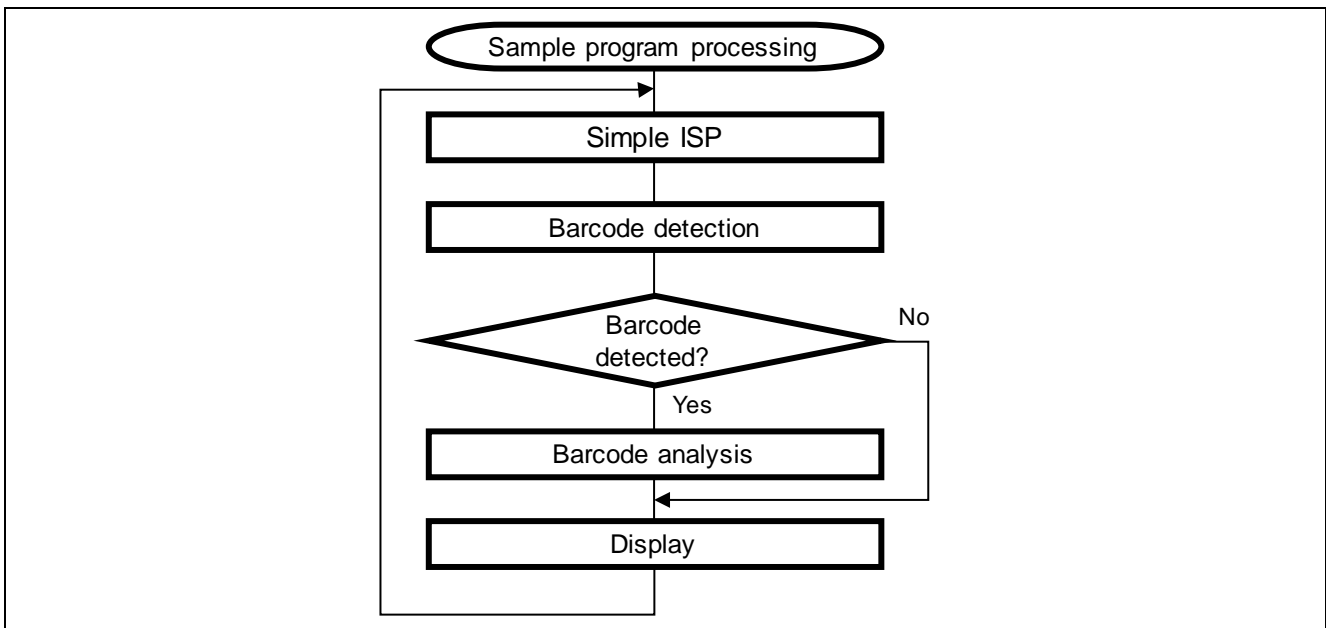 Sample program processing
Simple ISP
Barcode detection
Barcode
detected?
No
Yes
Barcode analysis
Display